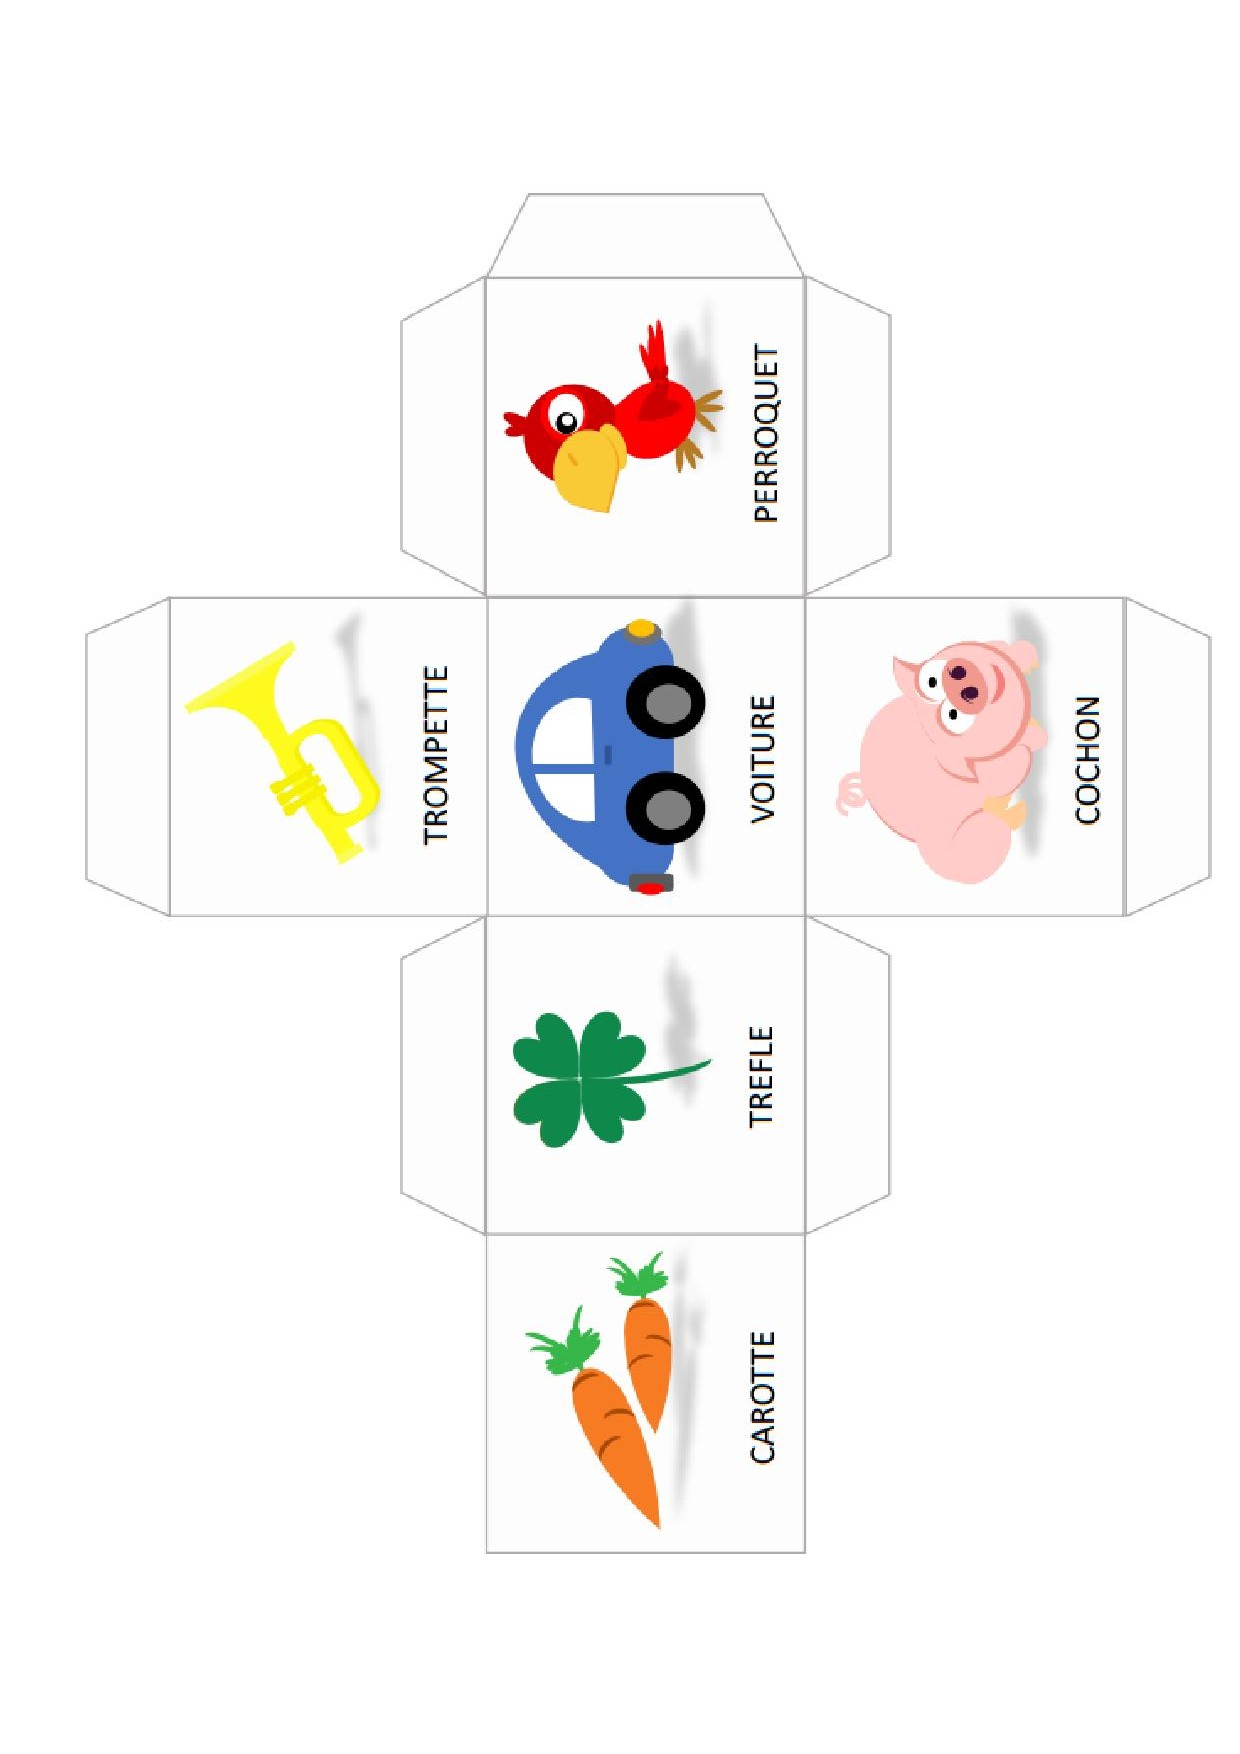 PERROQUET
TROMPETTE
VOITURE
COCHON
TREFLE
CAROTTE